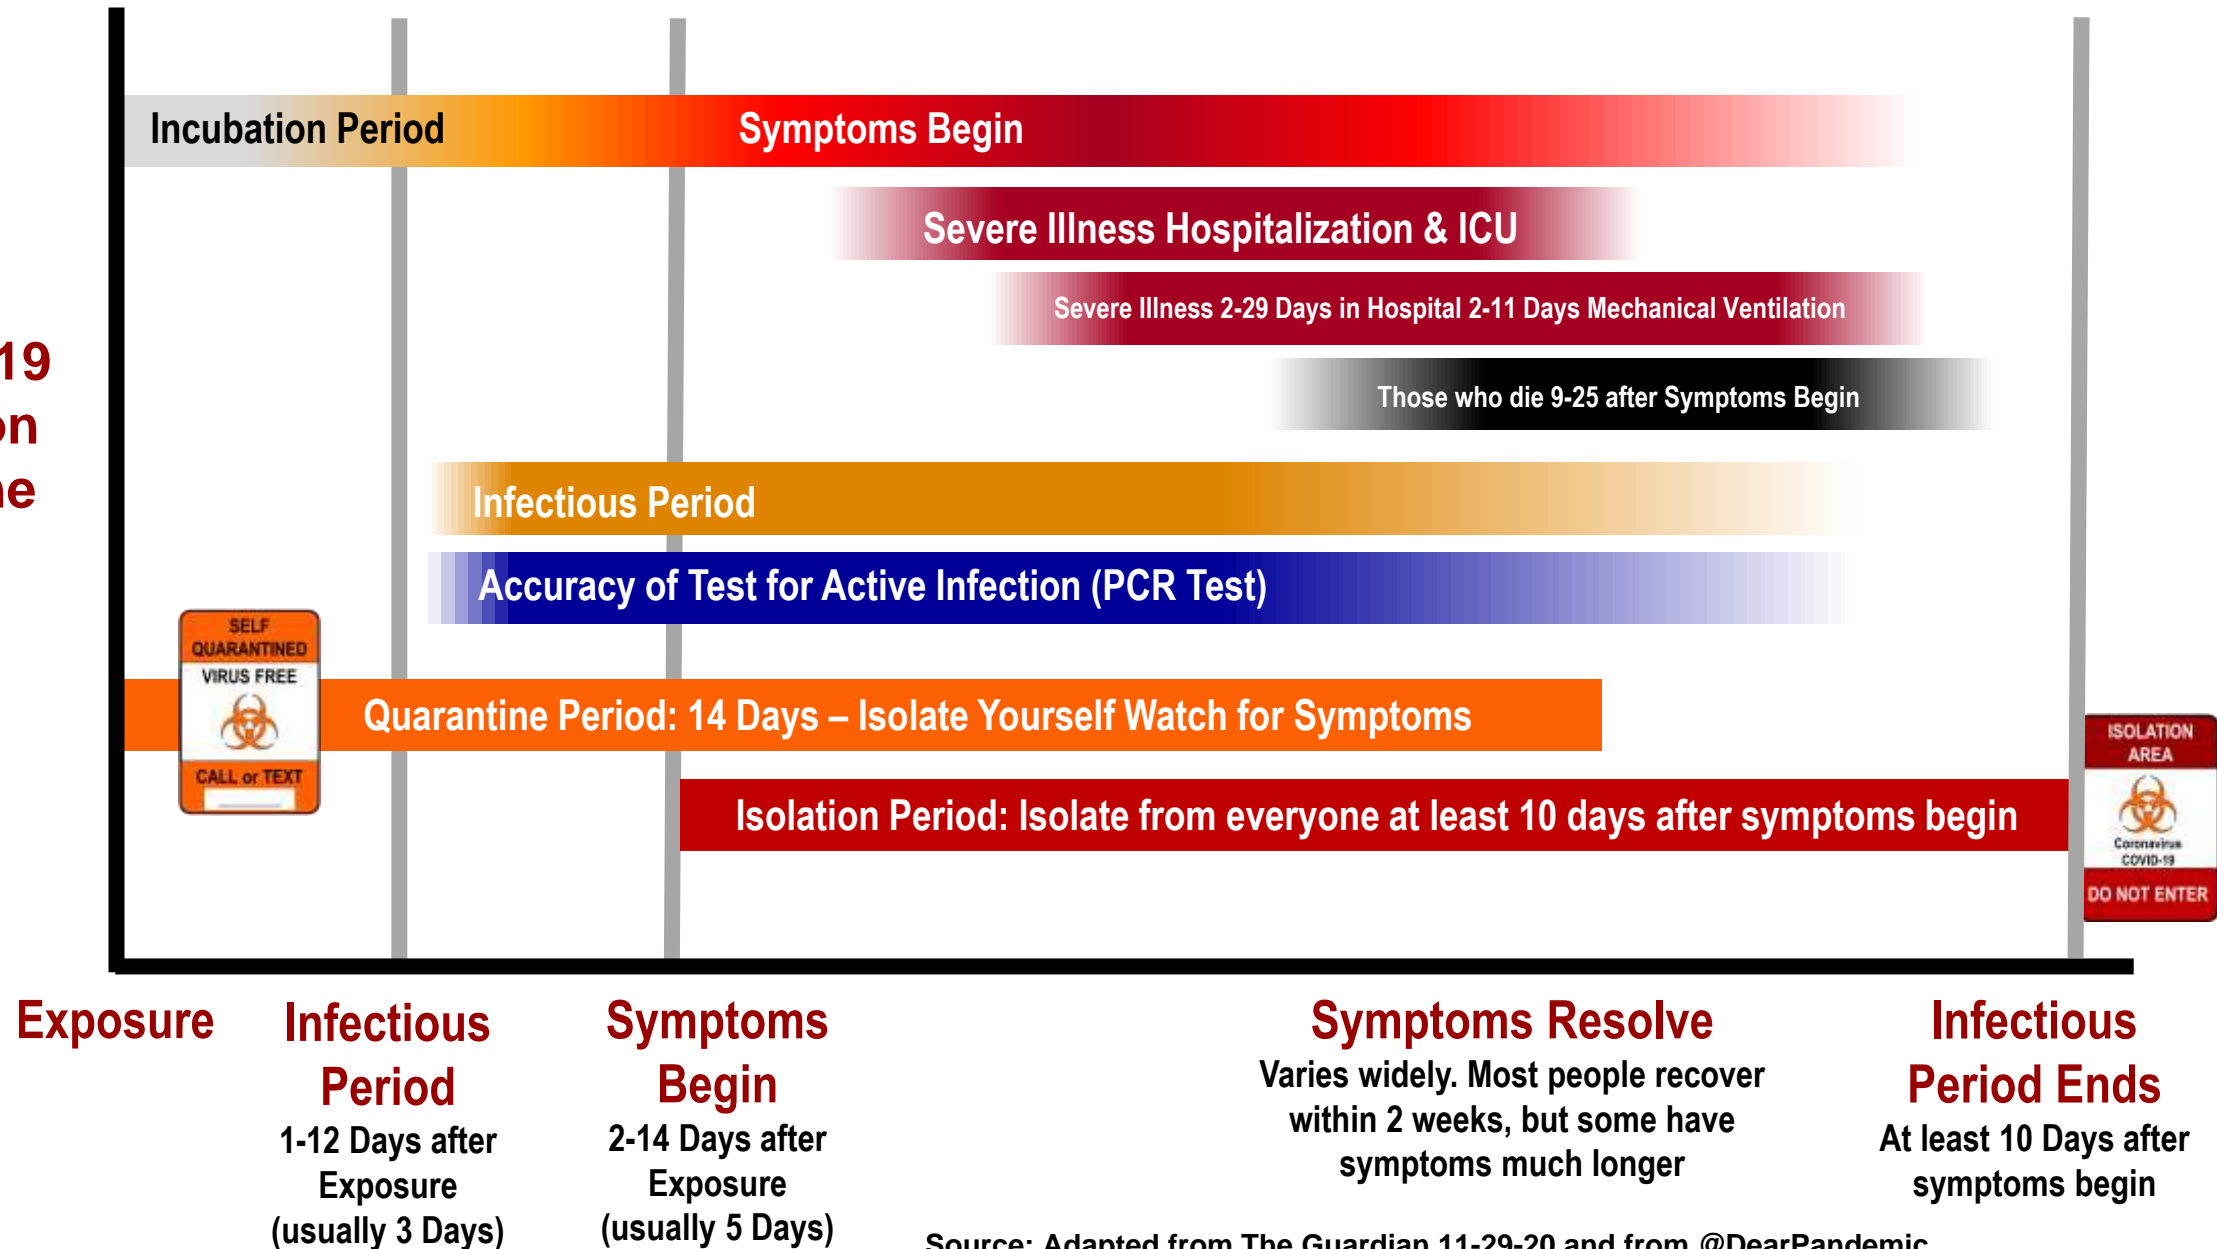 Incubation Period
Symptoms Begin
Severe Illness Hospitalization & ICU
Severe Illness 2-29 Days in Hospital 2-11 Days Mechanical Ventilation
Those who die 9-25 after Symptoms Begin
19
Infectious Period
Accuracy of Test for Active Infection (PCR Test)
SELF
QUARANTINED
VIRUS FREE
CALL or TEXT
Quarantine Period: 14 Days – Isolate Yourself Watch for Symptoms
Isolation Period: Isolate from everyone at least 10 days after symptoms begin
ISOLATION
AREA
Coronavirus
COVID-19
DO NOT ENTER
Exposure
Infectious
Period
1-12 Days after
Exposure
(usually 3 Days)
Symptoms
Begin
2-14 Days after
Exposure
(usually 5 Days)
Symptoms Resolve
Varies widely. Most people recover
within 2 weeks, but some have
symptoms much longer
Infectious
Period Ends
At least 10 Days after
symptoms begin
Source: Adapted from The Guardian 11-29-20 and from @DearPandemic